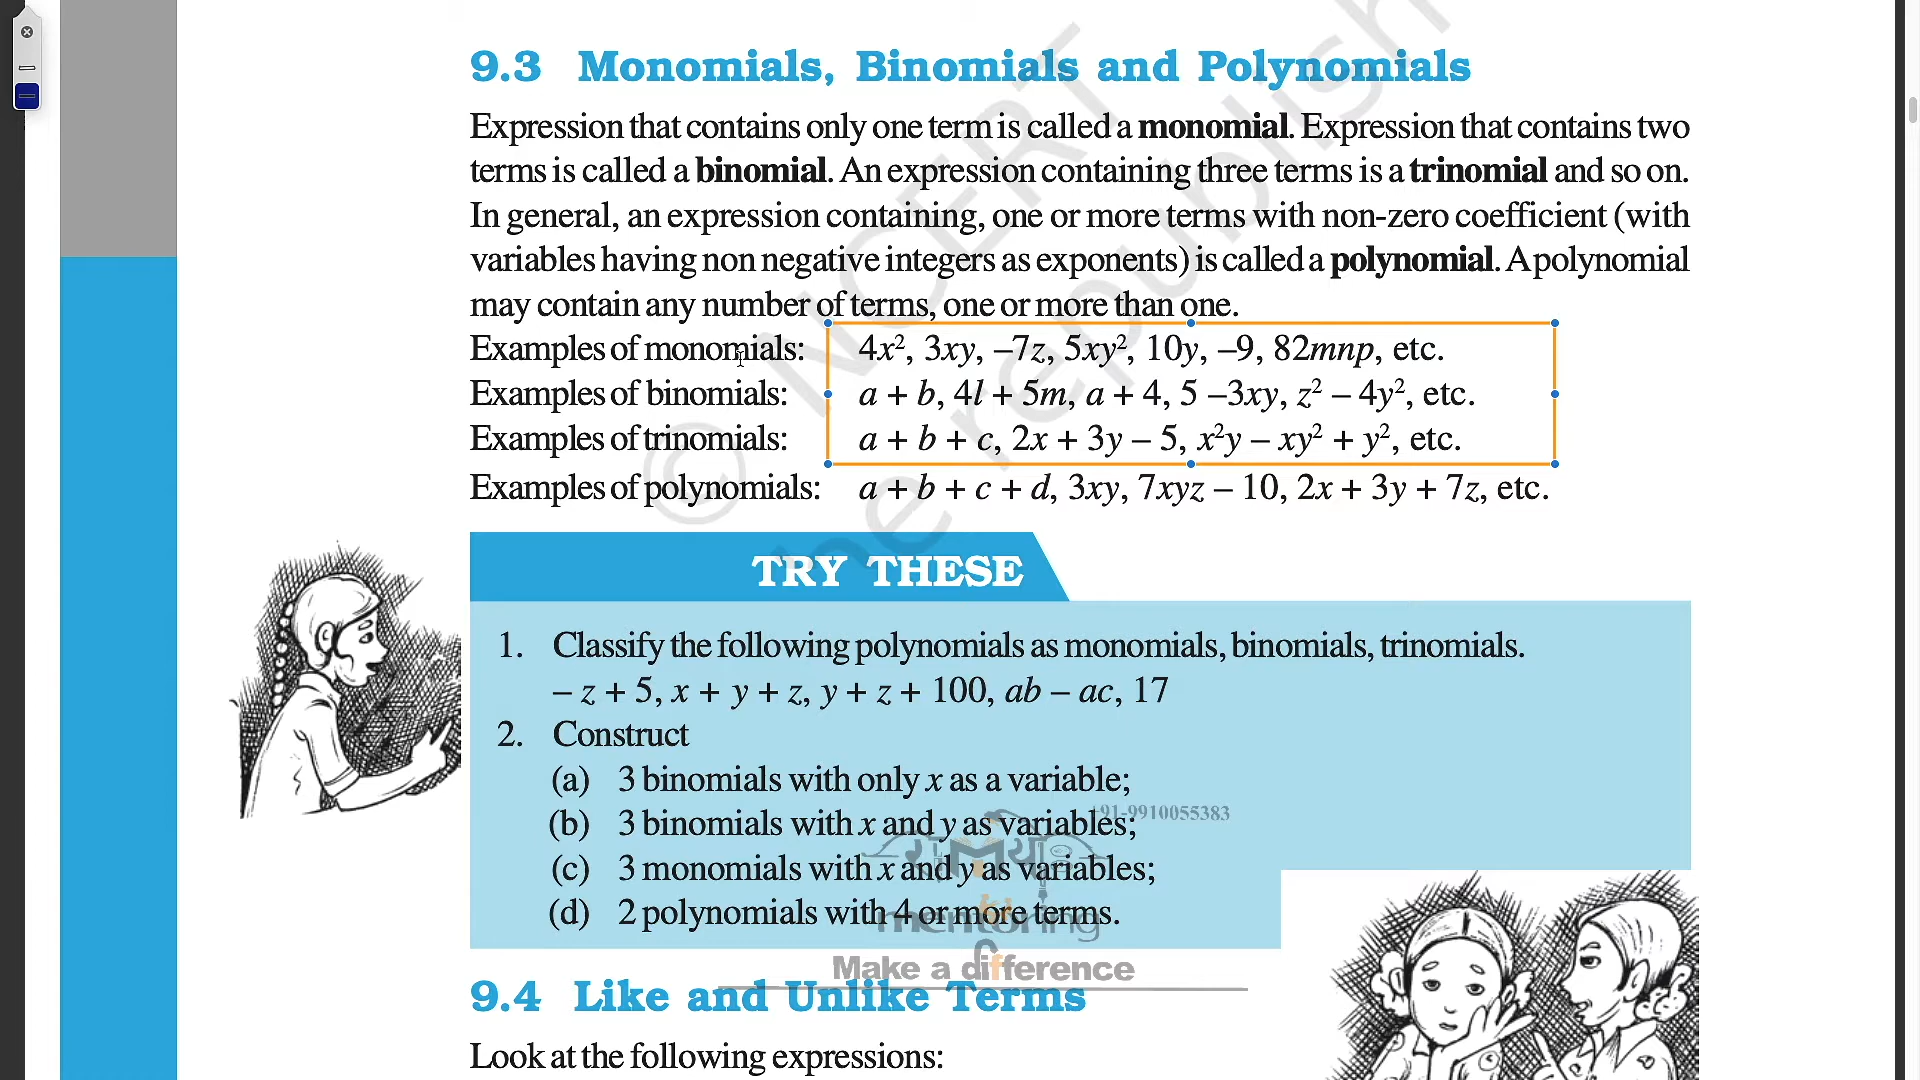 9.3 Monomials, Binomials and Polynomials
Expression that contains only one term is called a monomial. Expression that contains two
terms is called a binomial. An expression containing three terms is a trinomial and so on.
In general, an expression containing, one or more terms with non-zero coefficient (with
variables having non negative integers as exponents) is called a polynomial. A polynomial
may contain any number of terms, one or more than one.
Examples of monomials: 4x², 3xy, –7z, 5xy², 10y, –9, 82mnp, etc.
Examples of binomials: a + b, 4l + 5m, a + 4, 5 –3xy, z² – 4y², etc.
Examples of trinomials: a + b + c, 2x + 3y – 5, x²y – xy² + y², etc.
Examples of polynomials: a + b + c + d, 3xy, 7xyz – 10, 2x + 3y + 7z, etc.
© NCERT
be republish
TRY THESE
1. Classify the following polynomials as monomials, binomials, trinomials.
– z + 5, x + y + z, y + z + 100, ab – ac, 17
2. Construct
(a) 3 binomials with only x as a variable;
+91-9910055383
(b) 3 binomials with x and y as variables;
(c) 3 monomials with x and y as variables;
(d) 2 polynomials with 4 or more terms.
mentoring
Make a difference
9.4 Like and Unlike Terms
Look at the following expressions: